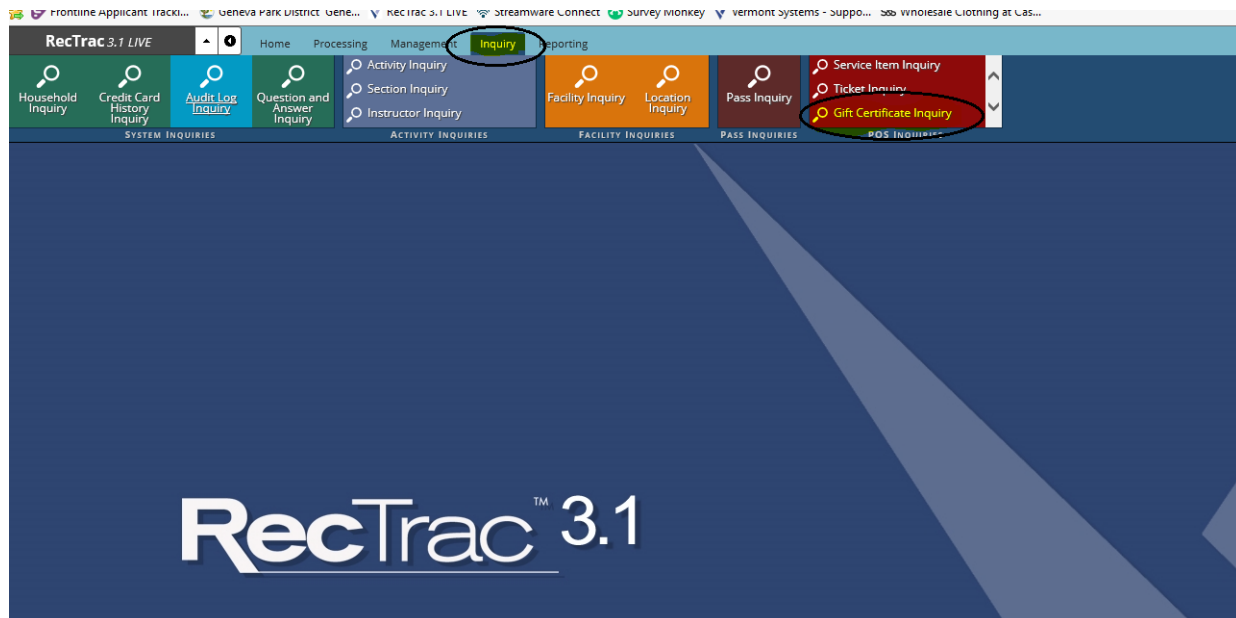 Frontline Applicant Tracki... Geneva Park District Gene... RecTrac 3.1 LIVE Streamware Connect Survey Monkey Vermont Systems - Suppo... Wholesale Clothing at Cas...
RecTrac 3.1 LIVE Home Processing Management Inquiry Reporting
Household Inquiry
Credit Card History Inquiry
Audit Log Inquiry
Question and Answer Inquiry
SYSTEM INQUIRIES
Activity Inquiry
Section Inquiry
Instructor Inquiry
ACTIVITY INQUIRIES
Facility Inquiry
Location Inquiry
FACILITY INQUIRIES
Pass Inquiry
PASS INQUIRIES
Service Item Inquiry
Ticket Inquiry
Gift Certificate Inquiry
POS INQUIRIES
RecTrac™ 3.1